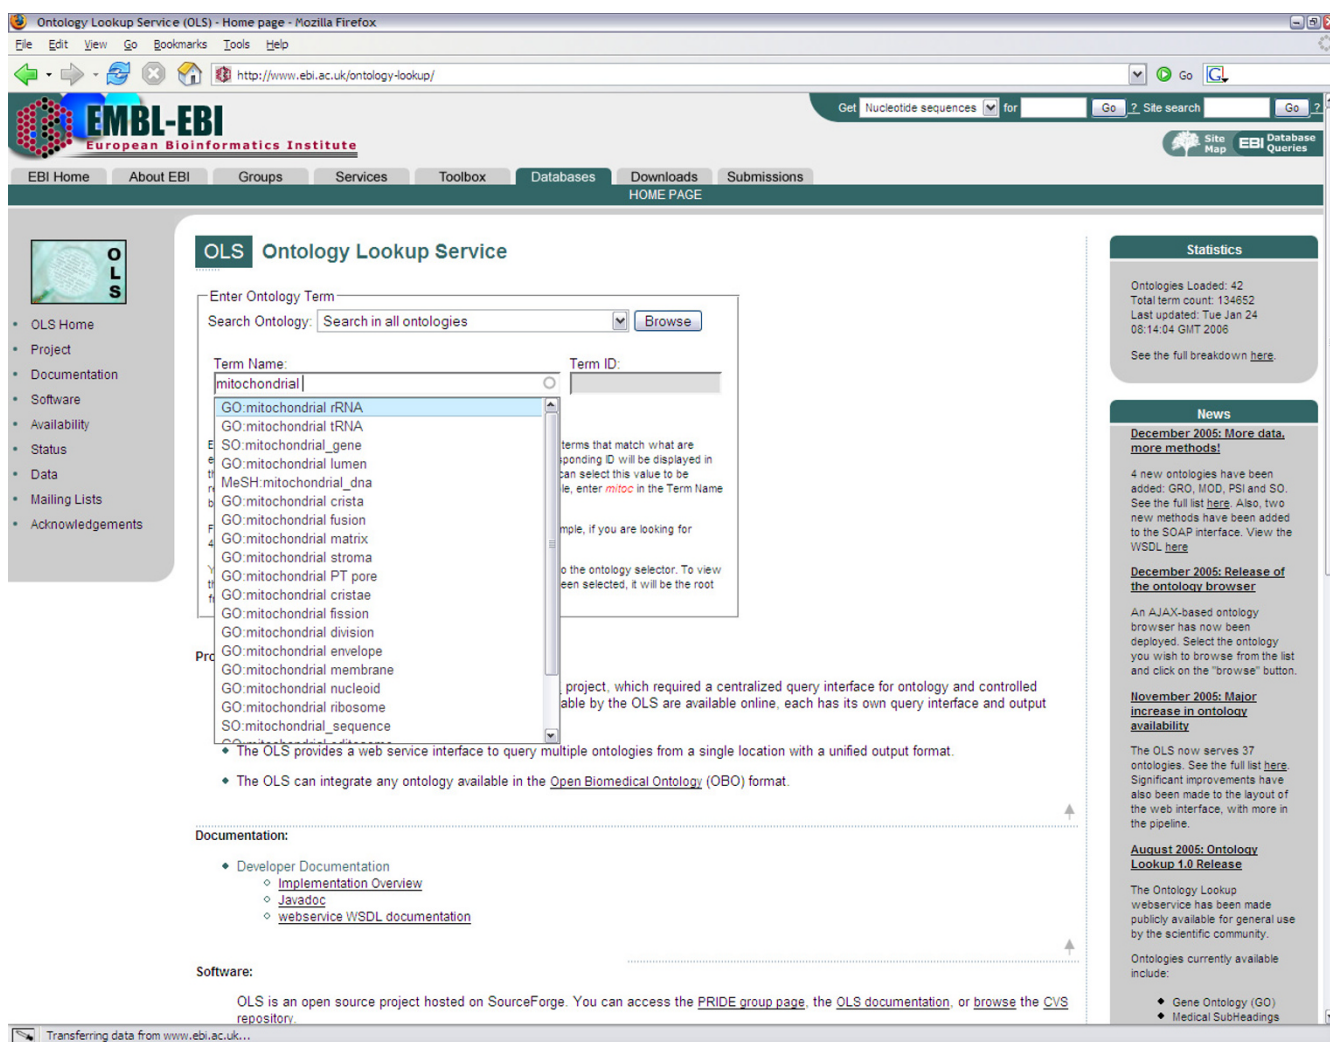 Ontology Lookup Service (OLS) - Home page - Mozilla Firefox
File Edit View Go Bookmarks Tools Help
http://www.ebi.ac.uk/ontology-lookup/
Go
G
EMBL-EBI
European Bioinformatics Institute
Get Nucleotide sequences for Go ? Site search Go ?
Site Map EBI Database Queries
EBI Home About EBI Groups Services Toolbox Databases Downloads Submissions
HOME PAGE
OLS
OLS Home
Project
Documentation
Software
Availability
Status
Data
Mailing Lists
Acknowledgements
OLS Ontology Lookup Service
Enter Ontology Term
Search Ontology: Search in all ontologies Browse
Term Name: Term ID:
mitochondrial
GO:mitochondrial rRNA
GO:mitochondrial tRNA
SO:mitochondrial_gene
GO:mitochondrial lumen
MeSH:mitochondrial_dna
GO:mitochondrial crista
GO:mitochondrial fusion
GO:mitochondrial matrix
GO:mitochondrial stroma
GO:mitochondrial PT pore
GO:mitochondrial cristae
GO:mitochondrial fission
GO:mitochondrial division
GO:mitochondrial envelope
GO:mitochondrial membrane
GO:mitochondrial nucleoid
GO:mitochondrial ribosome
SO:mitochondrial_sequence
terms that match what are
ponding ID will be displayed in
can select this value to be
le, enter mitoc in the Term Name
mple, if you are looking for
o the ontology selector. To view
een selected, it will be the root
project, which required a centralized query interface for ontology and controlled
able by the OLS are available online, each has its own query interface and output
The OLS provides a web service interface to query multiple ontologies from a single location with a unified output format.
The OLS can integrate any ontology available in the Open Biomedical Ontology (OBO) format.
Documentation:
Developer Documentation
Implementation Overview
Javadoc
webservice WSDL documentation
Software:
OLS is an open source project hosted on SourceForge. You can access the PRIDE group page, the OLS documentation, or browse the CVS
repository.
Statistics
Ontologies Loaded: 42
Total term count: 134652
Last updated: Tue Jan 24
08:14:04 GMT 2006
See the full breakdown here.
News
December 2005: More data,
more methods!
4 new ontologies have been
added: GRO, MOD, PSI and SO.
See the full list here. Also, two
new methods have been added
to the SOAP interface. View the
WSDL here
December 2005: Release of
the ontology browser
An AJAX-based ontology
browser has now been
deployed. Select the ontology
you wish to browse from the list
and click on the "browse" button.
November 2005: Major
increase in ontology
availability
The OLS now serves 37
ontologies. See the full list here.
Significant improvements have
also been made to the layout of
the web interface, with more in
the pipeline.
August 2005: Ontology
Lookup 1.0 Release
The Ontology Lookup
webservice has been made
publicly available for general use
by the scientific community.
Ontologies currently available
include:
Gene Ontology (GO)
Medical SubHeadings
Transferring data from www.ebi.ac.uk...